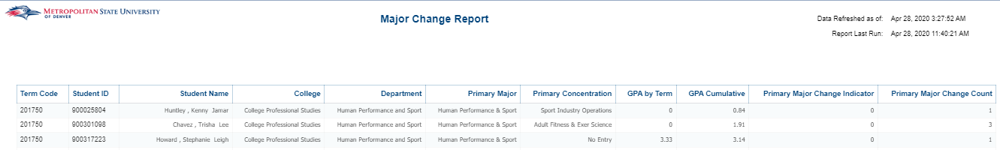 METROPOLITAN STATE UNIVERSITY
OF DENVER
Major Change Report
Data Refreshed as of: Apr 28, 2020 3:27:52 AM
Report Last Run: Apr 28, 2020 11:40:21 AM
Term Code Student ID Student Name College Department Primary Major Primary Concentration GPA by Term GPA Cumulative Primary Major Change Indicator Primary Major Change Count
201750 900025804 Huntley , Kenny Jamar College Professional Studies Human Performance and Sport Human Performance & Sport Sport Industry Operations 0 0.84 0 1
201750 900301098 Chavez , Trisha Lee College Professional Studies Human Performance and Sport Human Performance & Sport Adult Fitness & Exer Science 0 1.91 0 3
201750 900317223 Howard , Stephanie Leigh College Professional Studies Human Performance and Sport Human Performance & Sport No Entry 3.33 3.14 0 1